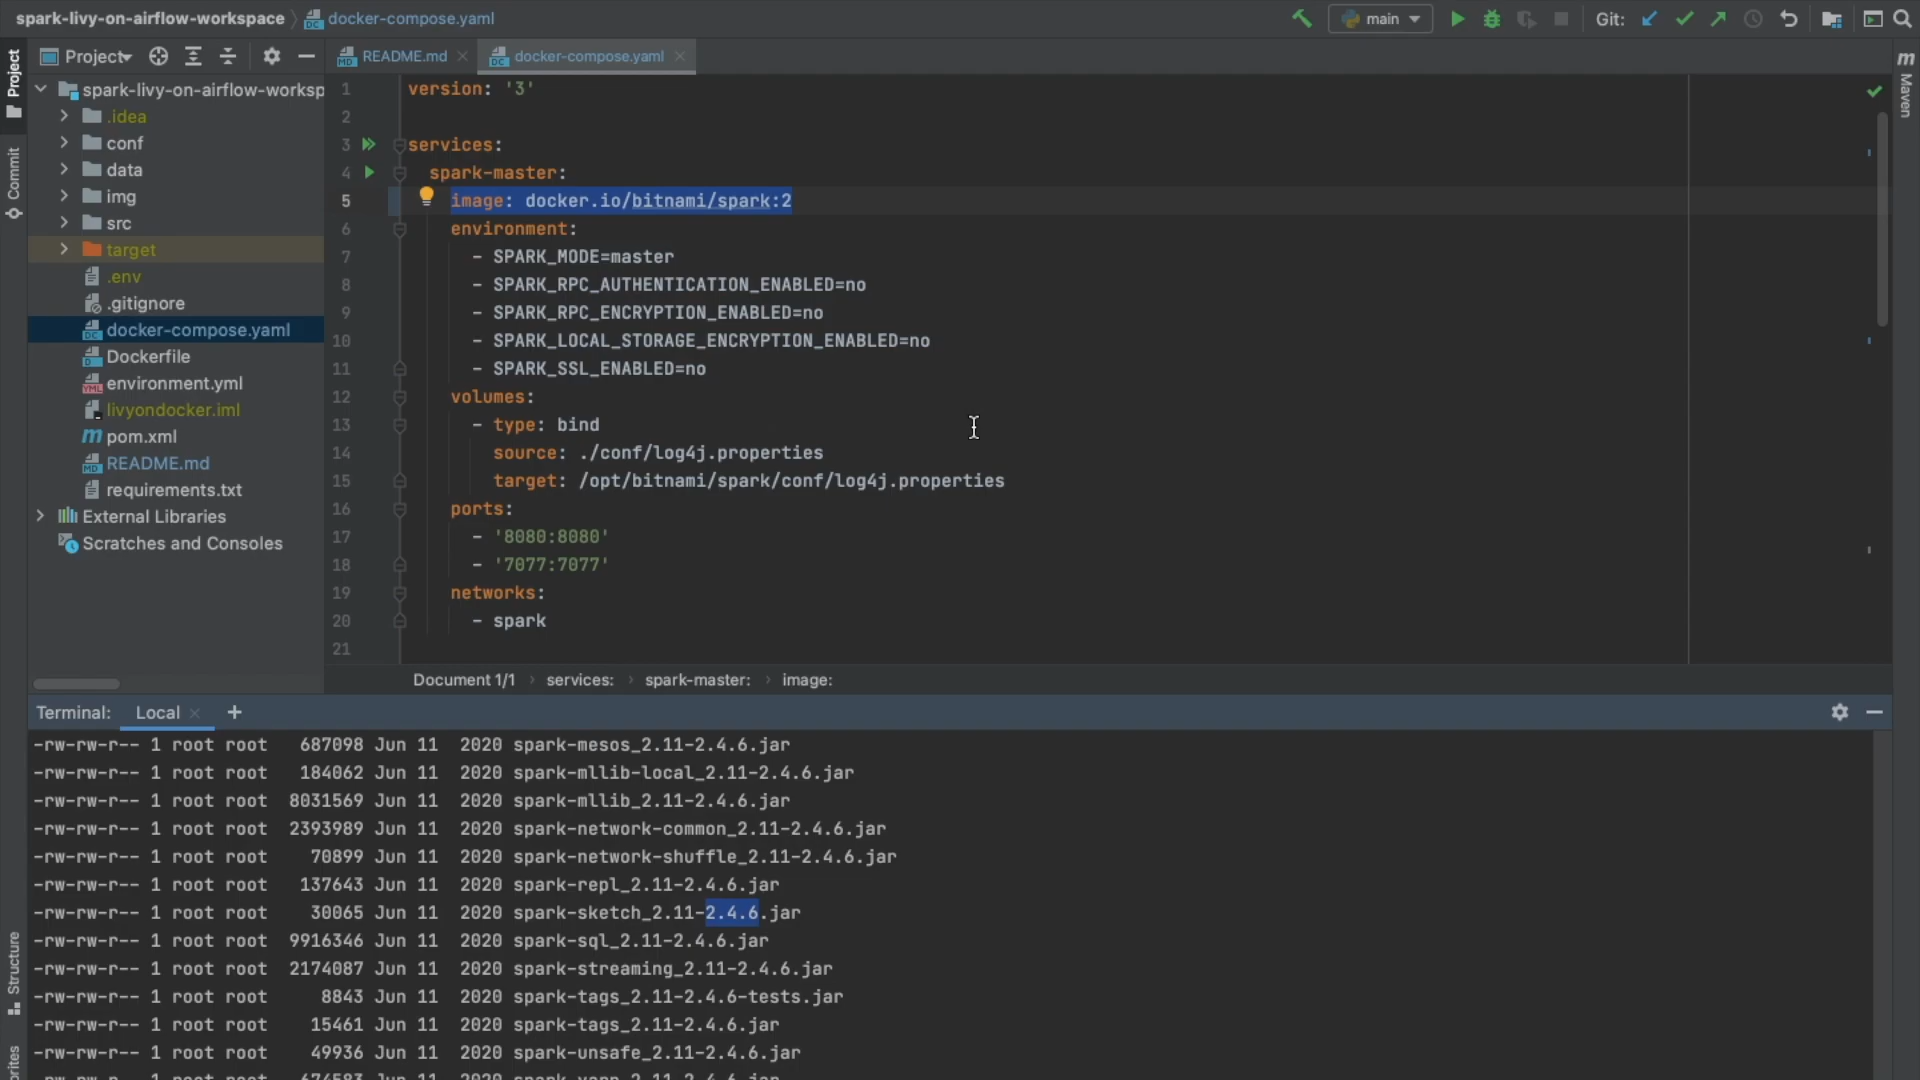 spark-livy-on-airflow-workspace docker-compose.yaml main Git:
Project
README.md docker-compose.yaml
Project
Commit
Structure
Maven
spark-livy-on-airflow-worksp
.idea
conf
data
img
src
target
.env
.gitignore
docker-compose.yaml
Dockerfile
environment.yml
livyondocker.iml
pom.xml
README.md
requirements.txt
External Libraries
Scratches and Consoles
1 version: '3'
2
3 services:
4 spark-master:
5 image: docker.io/bitnami/spark:2
6 environment:
7 - SPARK_MODE=master
8 - SPARK_RPC_AUTHENTICATION_ENABLED=no
9 - SPARK_RPC_ENCRYPTION_ENABLED=no
10 - SPARK_LOCAL_STORAGE_ENCRYPTION_ENABLED=no
11 - SPARK_SSL_ENABLED=no
12 volumes:
13 - type: bind
14 source: ./conf/log4j.properties
15 target: /opt/bitnami/spark/conf/log4j.properties
16 ports:
17 - '8080:8080'
18 - '7077:7077'
19 networks:
20 - spark
21
Document 1/1 › services: › spark-master: › image:
Terminal: Local
-rw-rw-r-- 1 root root 687098 Jun 11 2020 spark-mesos_2.11-2.4.6.jar
-rw-rw-r-- 1 root root 184062 Jun 11 2020 spark-mllib-local_2.11-2.4.6.jar
-rw-rw-r-- 1 root root 8031569 Jun 11 2020 spark-mllib_2.11-2.4.6.jar
-rw-rw-r-- 1 root root 2393989 Jun 11 2020 spark-network-common_2.11-2.4.6.jar
-rw-rw-r-- 1 root root 70899 Jun 11 2020 spark-network-shuffle_2.11-2.4.6.jar
-rw-rw-r-- 1 root root 137643 Jun 11 2020 spark-repl_2.11-2.4.6.jar
-rw-rw-r-- 1 root root 30065 Jun 11 2020 spark-sketch_2.11-2.4.6.jar
-rw-rw-r-- 1 root root 9916346 Jun 11 2020 spark-sql_2.11-2.4.6.jar
-rw-rw-r-- 1 root root 2174087 Jun 11 2020 spark-streaming_2.11-2.4.6.jar
-rw-rw-r-- 1 root root 8843 Jun 11 2020 spark-tags_2.11-2.4.6-tests.jar
-rw-rw-r-- 1 root root 15461 Jun 11 2020 spark-tags_2.11-2.4.6.jar
-rw-rw-r-- 1 root root 49936 Jun 11 2020 spark-unsafe_2.11-2.4.6.jar